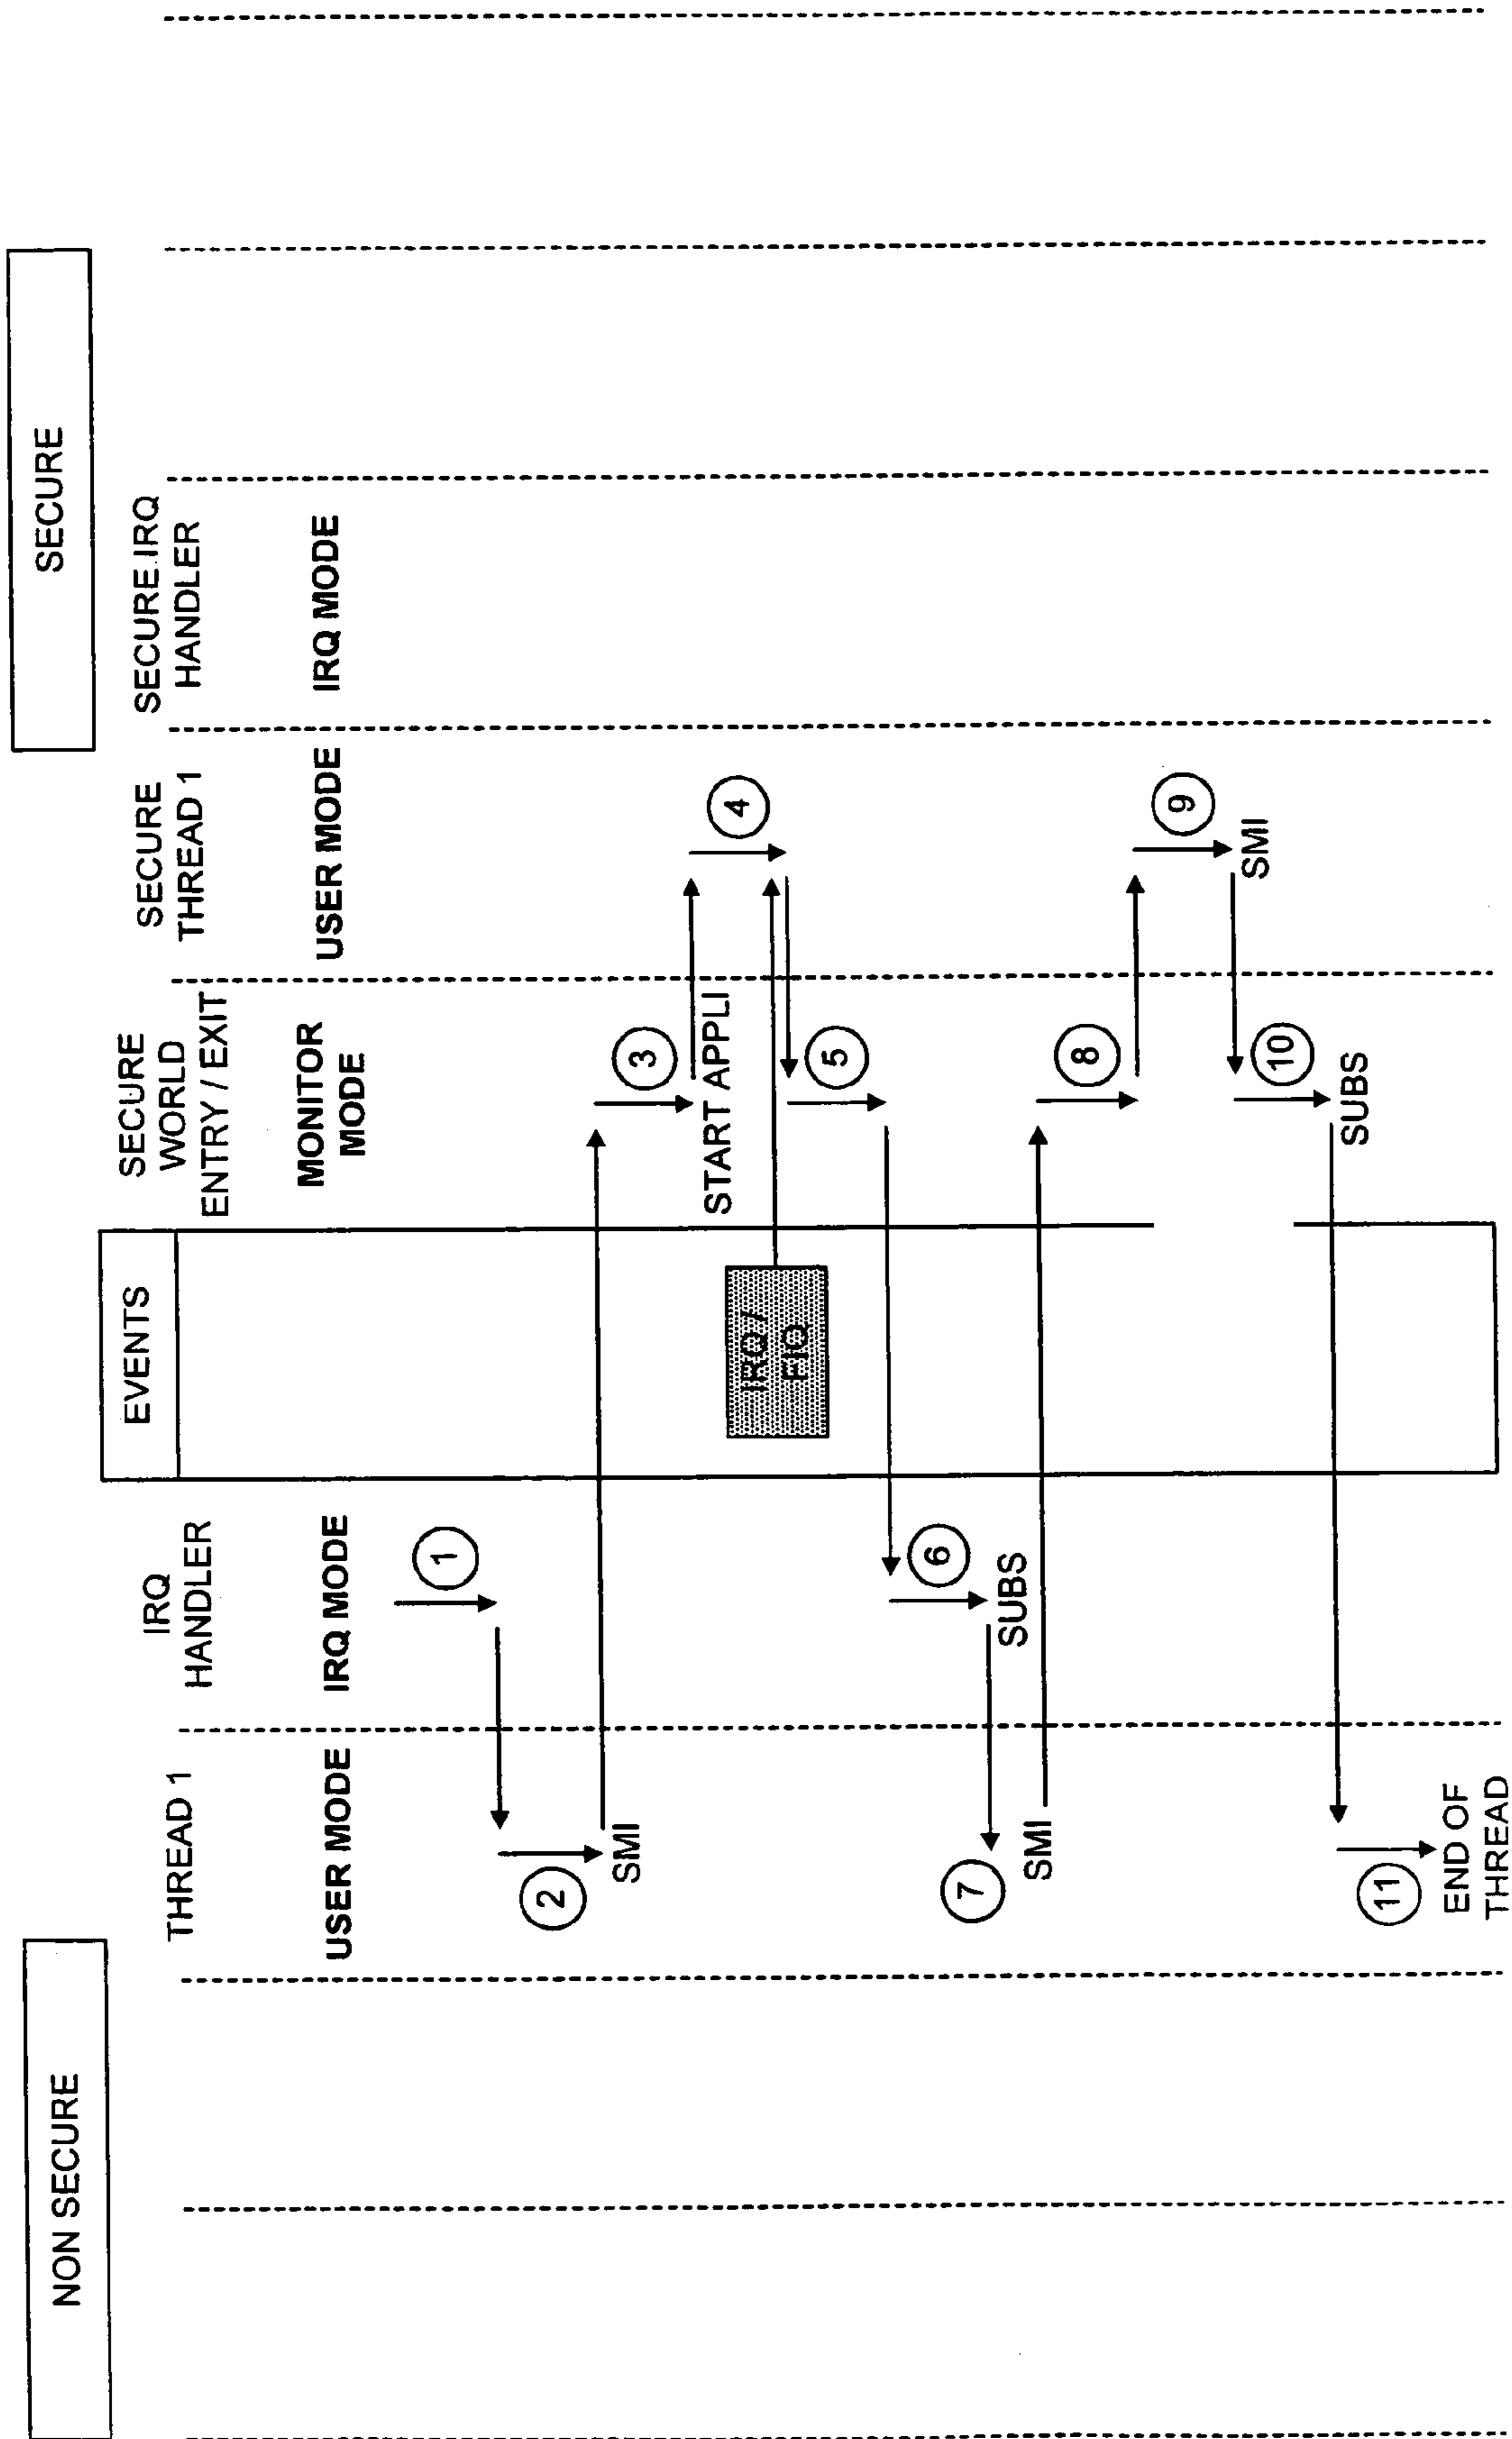 NON SECURE
SECURE
THREAD 1
USER MODE
IRQ
HANDLER
IRQ MODE
EVENTS
SECURE
WORLD
ENTRY / EXIT
MONITOR
MODE
SECURE
THREAD 1
USER MODE
SECURE IRQ
HANDLER
IRQ MODE
1
2
SMI
3
START APPLI
4
IRQ /
FIQ
5
6
SUBS
7
SMI
8
9
SMI
10
SUBS
11
END OF
THREAD